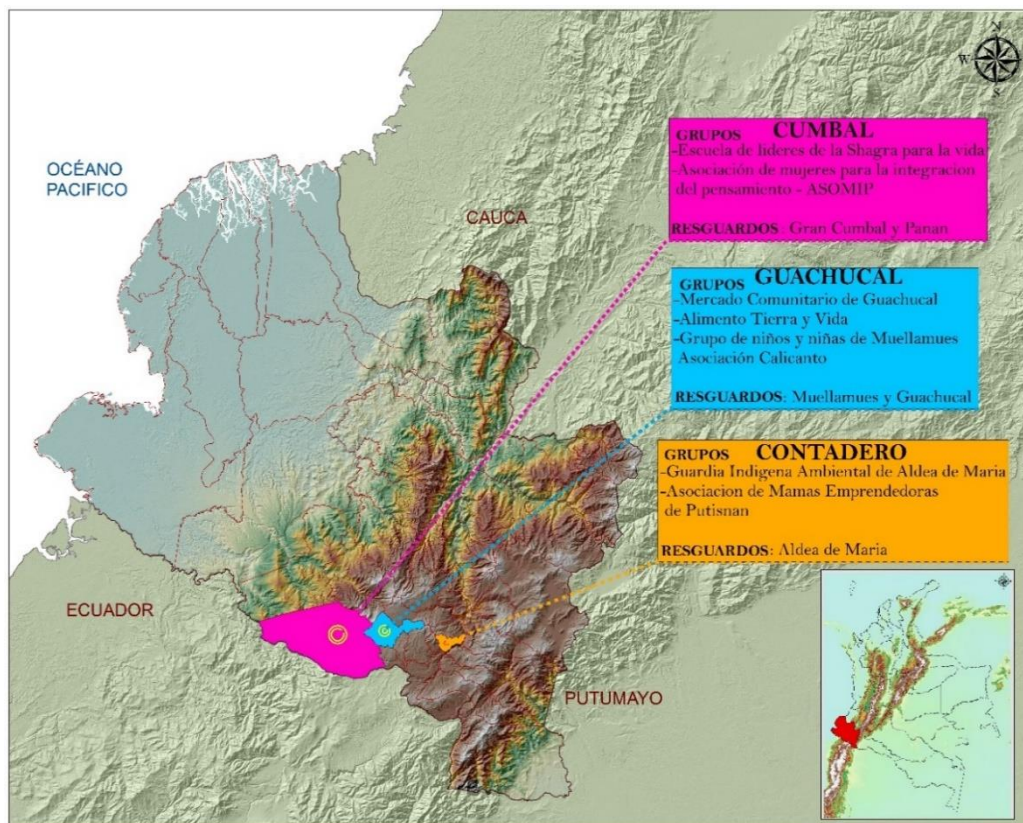 N
W
S
OCÉANO
PACIFICO
CAUCA
GRUPOS CUMBAL
-Escuela de lideres de la Shagra para la vida
-Asociación de mujeres para la integracion
del pensamiento - ASOMIP
RESGUARDOS: Gran Cumbal y Panan
GRUPOS GUACHUCAL
-Mercado Comunitario de Guachucal
-Alimento Tierra y Vida
-Grupo de niños y niñas de Muellamues
Asociación Calicanto
RESGUARDOS: Muellamues y Guachucal
GRUPOS CONTADERO
-Guardia Indigena Ambiental de Aldea de Maria
-Asociacion de Mamas Emprendedoras
de Putisnan
RESGUARDOS: Aldea de Maria
ECUADOR
PUTUMAYO